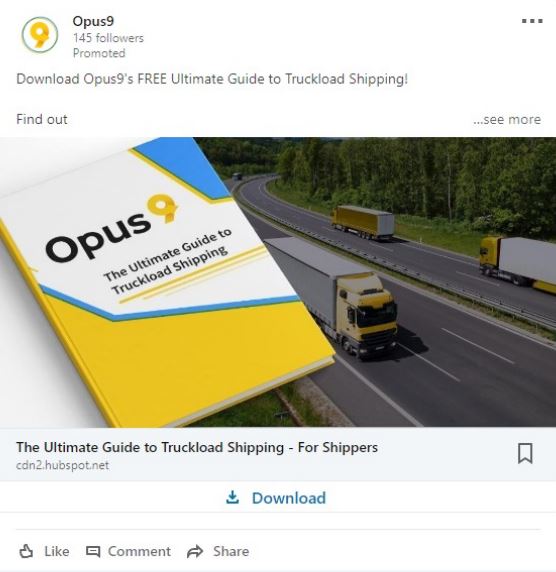 Opus9
145 followers
Promoted
Download Opus9's FREE Ultimate Guide to Truckload Shipping!
Find out
...see more
Opus9
The Ultimate Guide to
Truckload Shipping
The Ultimate Guide to Truckload Shipping - For Shippers
cdn2.hubspot.net
Download
Like
Comment
Share